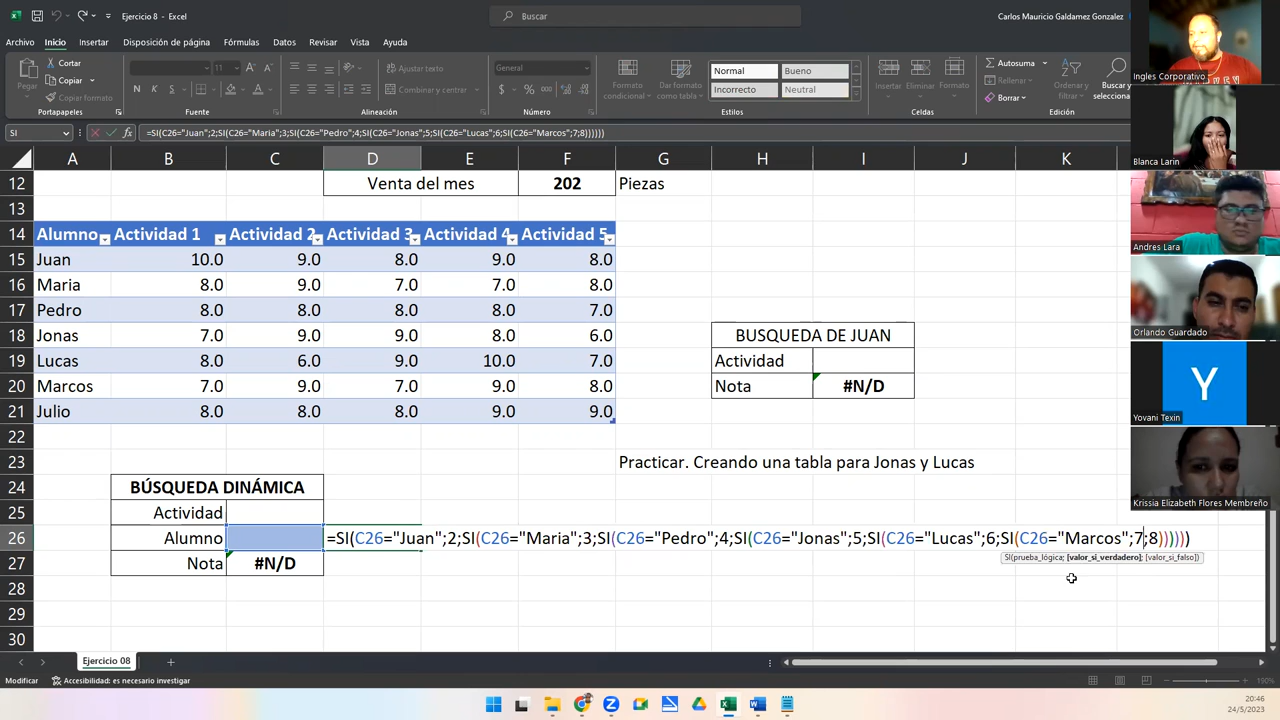 Ejercicio 8 - Excel
Buscar
Carlos Mauricio Galdamez Gonzalez
Archivo Inicio Insertar Disposición de página Fórmulas Datos Revisar Vista Ayuda
Pegar
Cortar
Copiar
Copiar formato
Portapapeles
11
Fuente
Ajustar texto
Combinar y centrar
Alineación
General
Número
Formato condicional
Dar formato como tabla
Normal Bueno
Incorrecto Neutral
Estilos
Insertar Eliminar Formato
Celdas
Autosuma
Rellenar
Borrar
Buscar y
seleccionar
Edición
SI
=SI(C26="Juan";2;SI(C26="Maria";3;SI(C26="Pedro";4;SI(C26="Jonas";5;SI(C26="Lucas";6;SI(C26="Marcos";7;8))))))
A B C D E F G H I J K
12 Venta del mes 202 Piezas
13
14 Alumno Actividad 1 Actividad 2 Actividad 3 Actividad 4 Actividad 5
15 Juan 10.0 9.0 8.0 9.0 8.0
16 Maria 8.0 9.0 7.0 7.0 8.0
17 Pedro 9.0 8.0 8.0 8.0 7.0
18 Jonas 7.0 9.0 9.0 8.0 6.0 BUSQUEDA DE JUAN
19 Lucas 8.0 6.0 9.0 10.0 7.0 Actividad
20 Marcos 7.0 9.0 7.0 9.0 8.0 Nota #N/D
21 Julio 8.0 8.0 8.0 9.0 9.0
22
23 Practicar. Creando una tabla para Jonas y Lucas
24 BÚSQUEDA DINÁMICA
25 Actividad
26 Alumno =SI(C26="Juan";2;SI(C26="Maria";3;SI(C26="Pedro";4;SI(C26="Jonas";5;SI(C26="Lucas";6;SI(C26="Marcos";7;8))))))
SI(prueba_lógica; [valor_si_verdadero]; [valor_si_falso])
27 Nota #N/D
28
29
30
Ejercicio 08
Modificar
Accesibilidad: es necesario investigar
190%
20:46
24/5/2023
Ingles Corporativo
Blanca Larin
Andres Lara
Orlando Guardado
Y
Yovani Texin
Krissia Elizabeth Flores Membreño